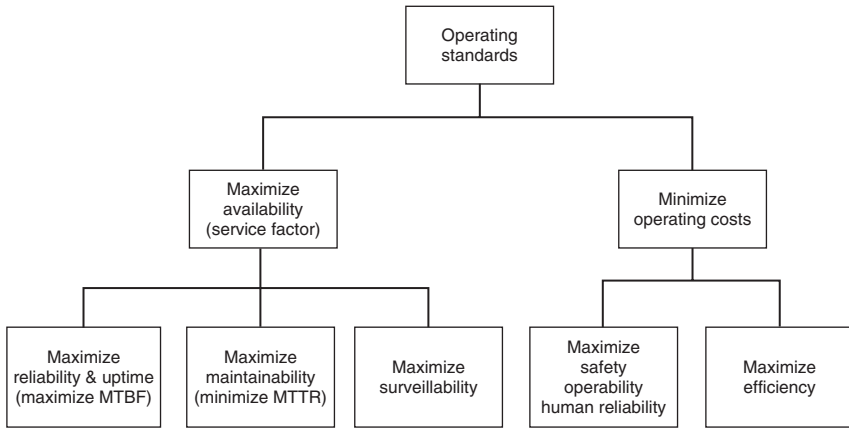 Operating
standards
Maximize
availability
(service factor)
Minimize
operating costs
Maximize
reliability & uptime
(maximize MTBF)
Maximize
maintainability
(minimize MTTR)
Maximize
surveillability
Maximize
safety
operability
human reliability
Maximize
efficiency